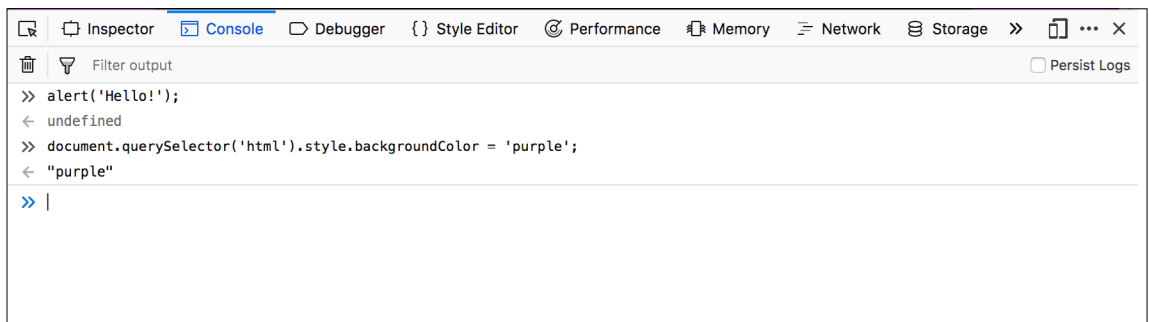 Inspector Console Debugger { } Style Editor Performance Memory Network Storage
Filter output Persist Logs
alert('Hello!');
undefined
document.querySelector('html').style.backgroundColor = 'purple';
"purple"